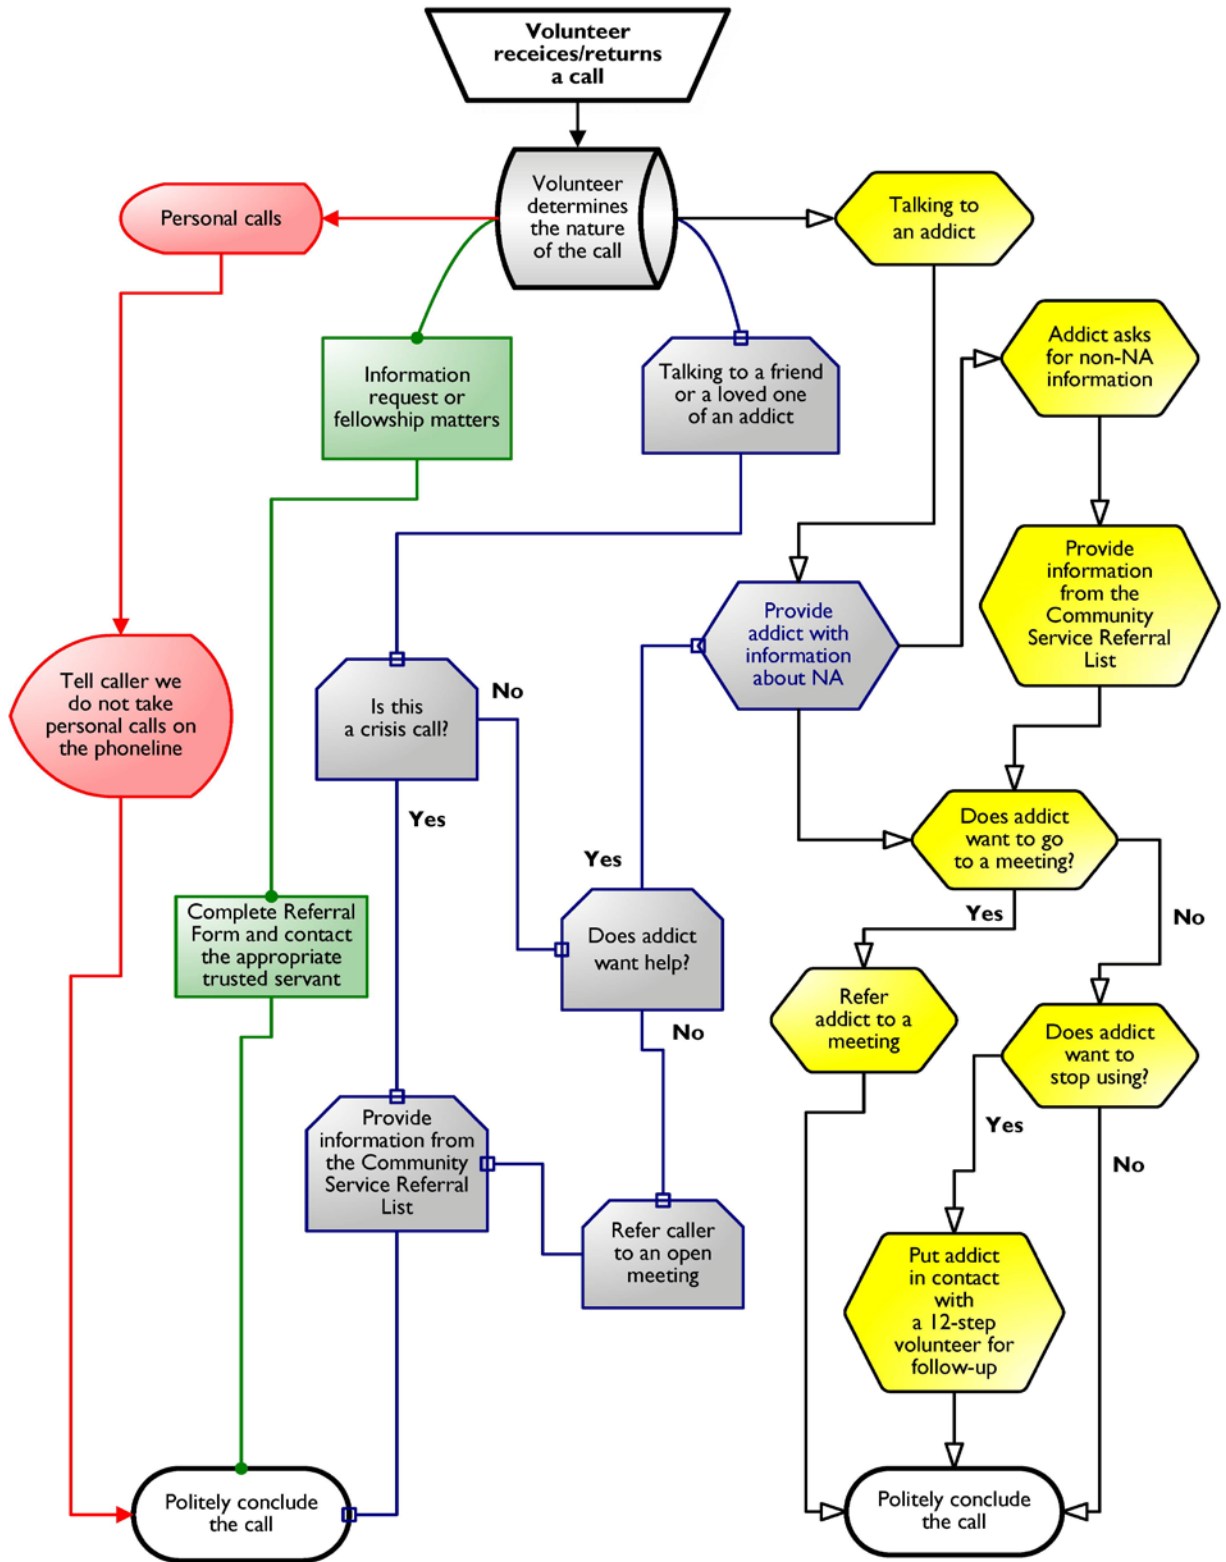 Volunteer
receices/returns
a call
Volunteer
determines
the nature
of the call
Personal calls
Talking to
an addict
Information
request or
fellowship matters
Talking to a friend
or a loved one
of an addict
Addict asks
for non-NA
information
Provide
information
from the
Community
Service Referral
List
Provide
addict with
information
about NA
Tell caller we
do not take
personal calls on
the phoneline
Is this
a crisis call?
No
Yes
Does addict
want to go
to a meeting?
Yes
No
Complete Referral
Form and contact
the appropriate
trusted servant
Yes
Does addict
want help?
No
Refer
addict to a
meeting
Does addict
want to
stop using?
Yes
No
Provide
information from
the Community
Service Referral
List
Refer caller
to an open
meeting
Put addict
in contact
with
a 12-step
volunteer for
follow-up
Politely conclude
the call
Politely conclude
the call